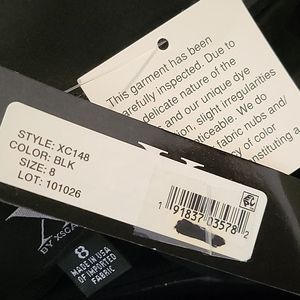 This garment has been
carefully inspected. Due to
delicate nature of the
and our unique dye
slight irregularities
noticeable. We do
fabric nubs/
of color
STYLE: XC148
COLOR: BLK
SIZE: 8
LOT: 101026
1 91837 03578 2
BY XSCA
8
MADE IN USA
OF IMPORTED
FABRIC